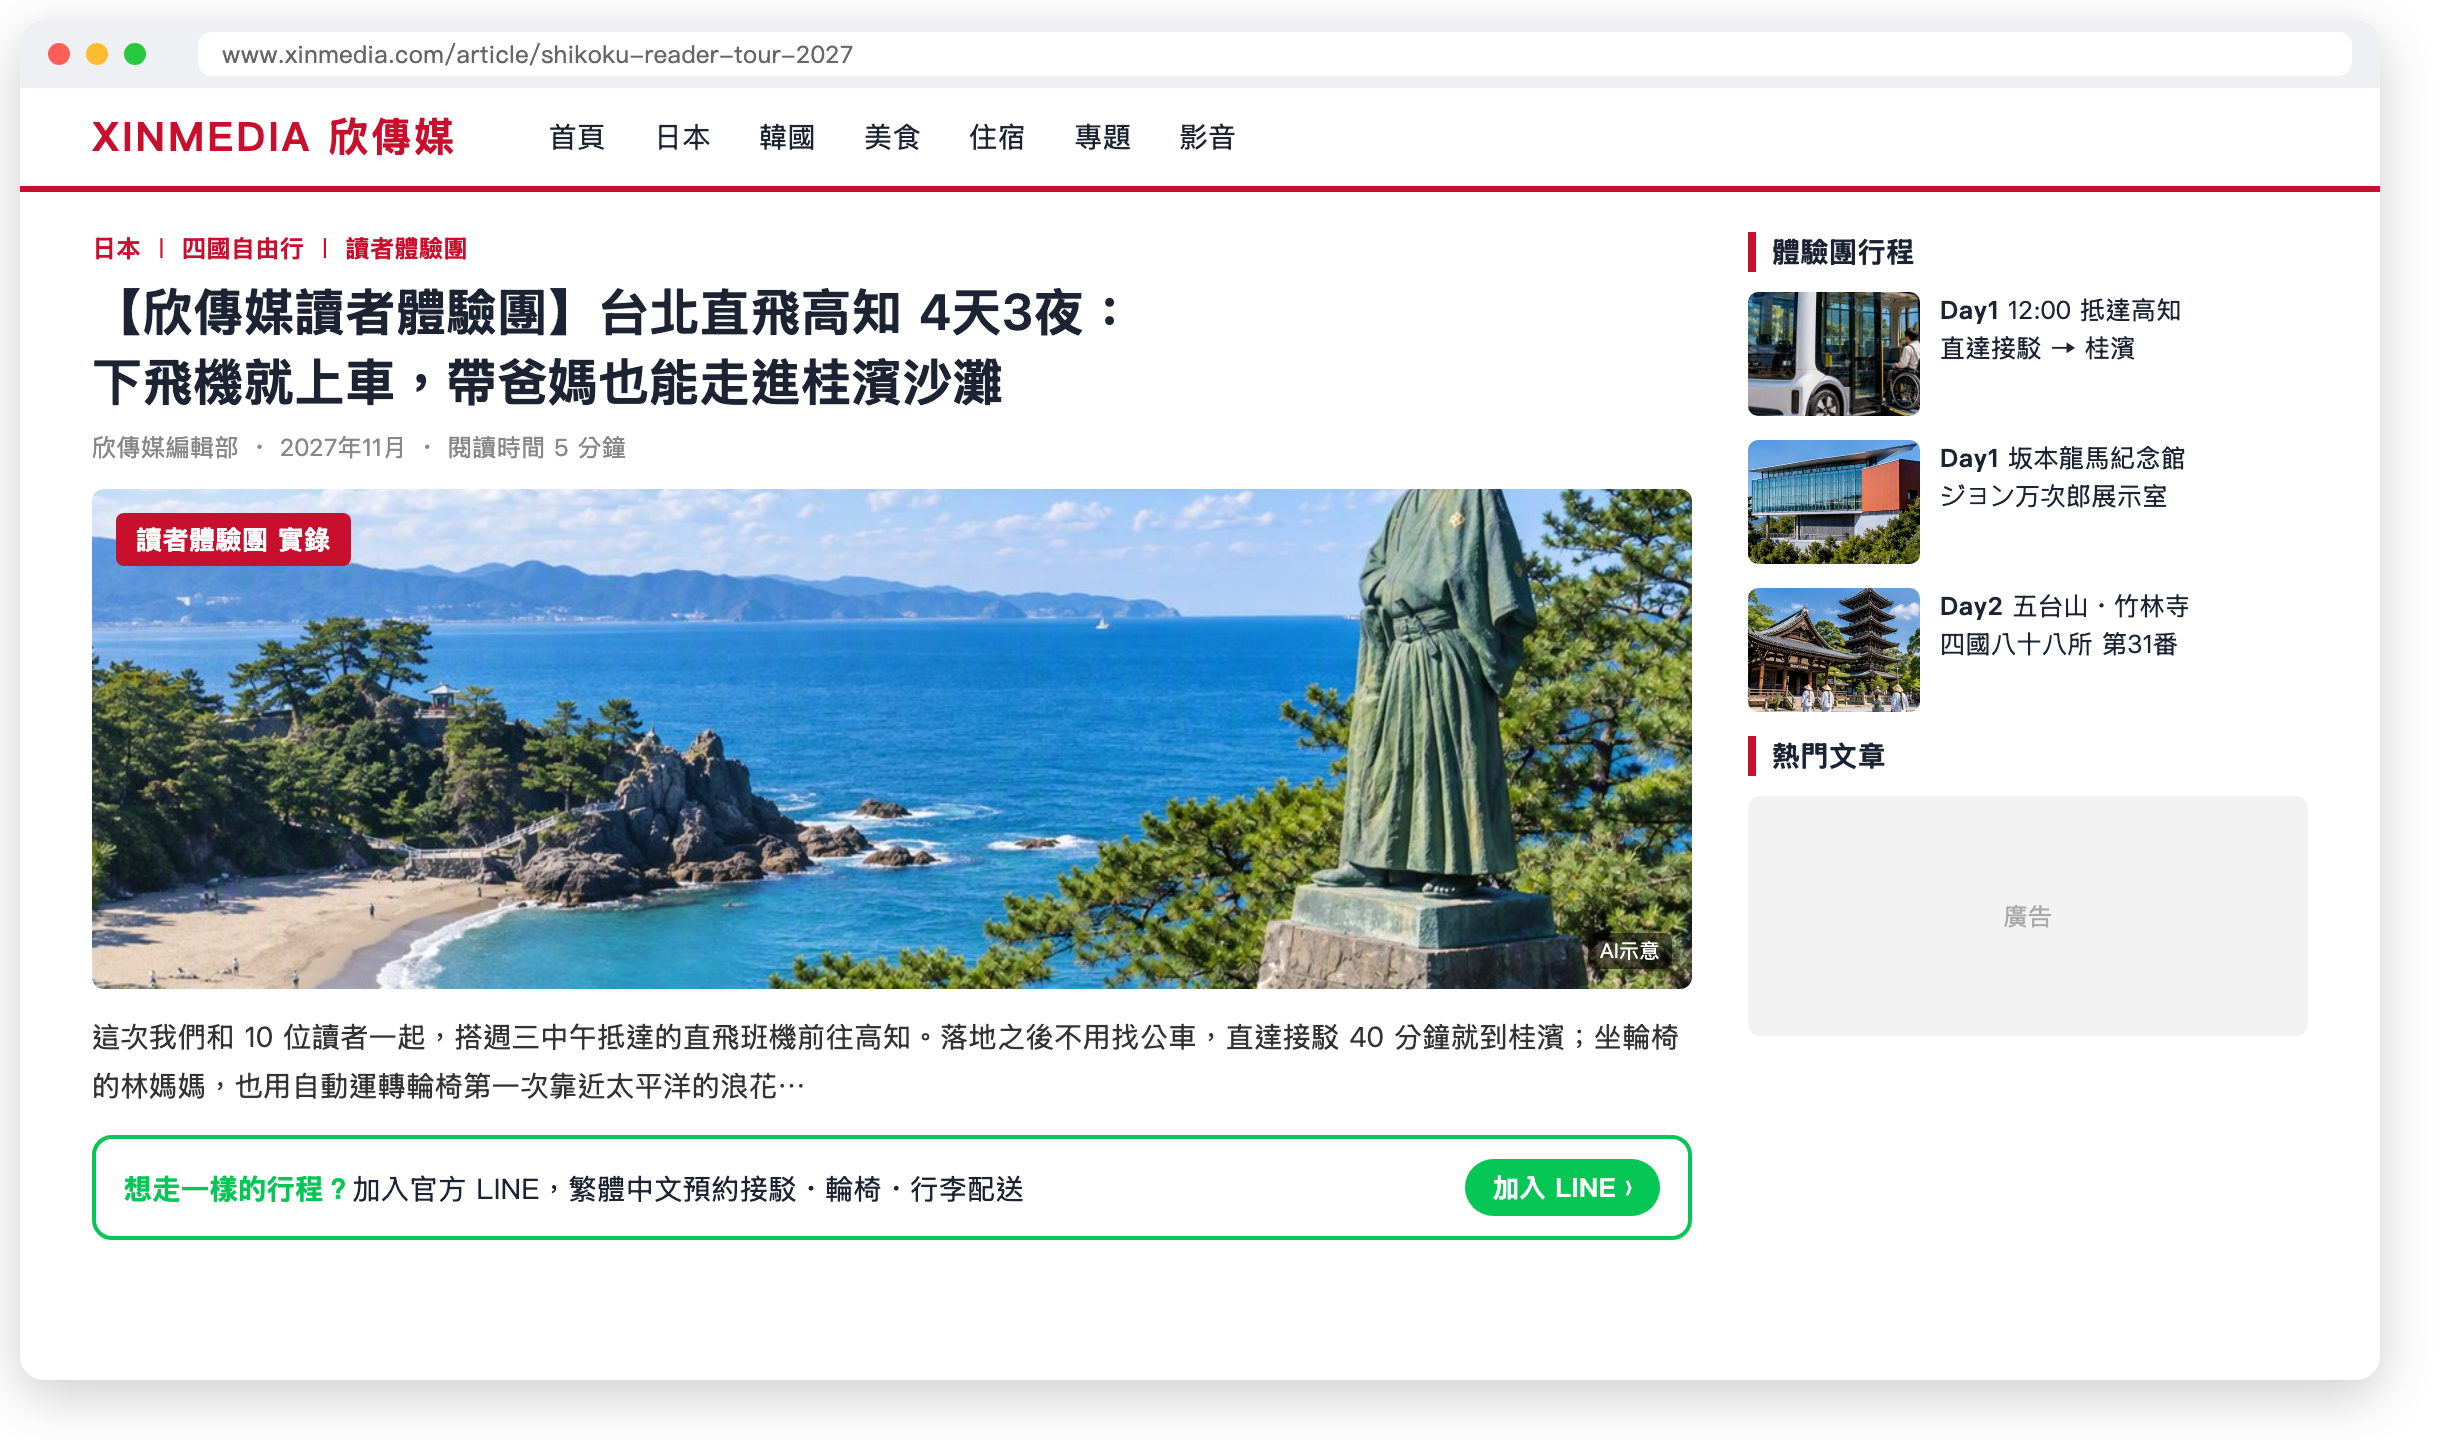 www.xinmedia.com/article/shikoku-reader-tour-2027
XINMEDIA 欣傳媒
首頁 日本 韓國 美食 住宿 專題 影音
日本 | 四國自由行 | 讀者體驗團
【欣傳媒讀者體驗團】台北直飛高知 4天3夜：
下飛機就上車，帶爸媽也能走進桂濱沙灘
欣傳媒編輯部 ・ 2027年11月 ・ 閱讀時間 5 分鐘
讀者體驗團 實錄
AI示意
這次我們和 10 位讀者一起，搭週三中午抵達的直飛班機前往高知。落地之後不用找公車，直達接駁 40 分鐘就到桂濱；坐輪椅
的林媽媽，也用自動運轉輪椅第一次靠近太平洋的浪花⋯
想走一樣的行程？加入官方 LINE，繁體中文預約接駁・輪椅・行李配送
加入 LINE ›
體驗團行程
Day1 12:00 抵達高知
直達接駁 → 桂濱
Day1 坂本龍馬紀念館
ジョン万次郎展示室
Day2 五台山・竹林寺
四國八十八所 第31番
熱門文章
廣告